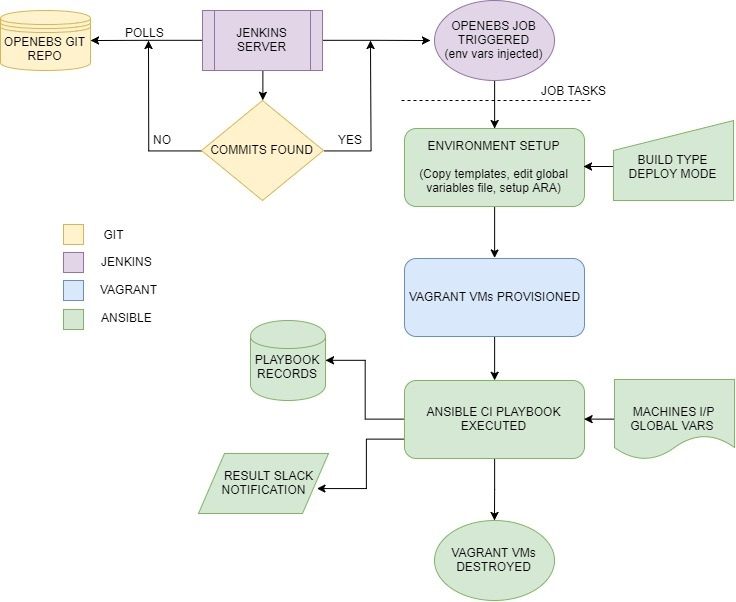 OPENEBS GIT
REPO
POLLS
JENKINS
SERVER
OPENEBS JOB
TRIGGERED
(env vars injected)
JOB TASKS
NO
COMMITS FOUND
YES
ENVIRONMENT SETUP
(Copy templates, edit global
variables file, setup ARA)
BUILD TYPE
DEPLOY MODE
GIT
JENKINS
VAGRANT
ANSIBLE
VAGRANT VMs PROVISIONED
PLAYBOOK
RECORDS
ANSIBLE CI PLAYBOOK
EXECUTED
MACHINES I/P
GLOBAL VARS
RESULT SLACK
NOTIFICATION
VAGRANT VMs
DESTROYED